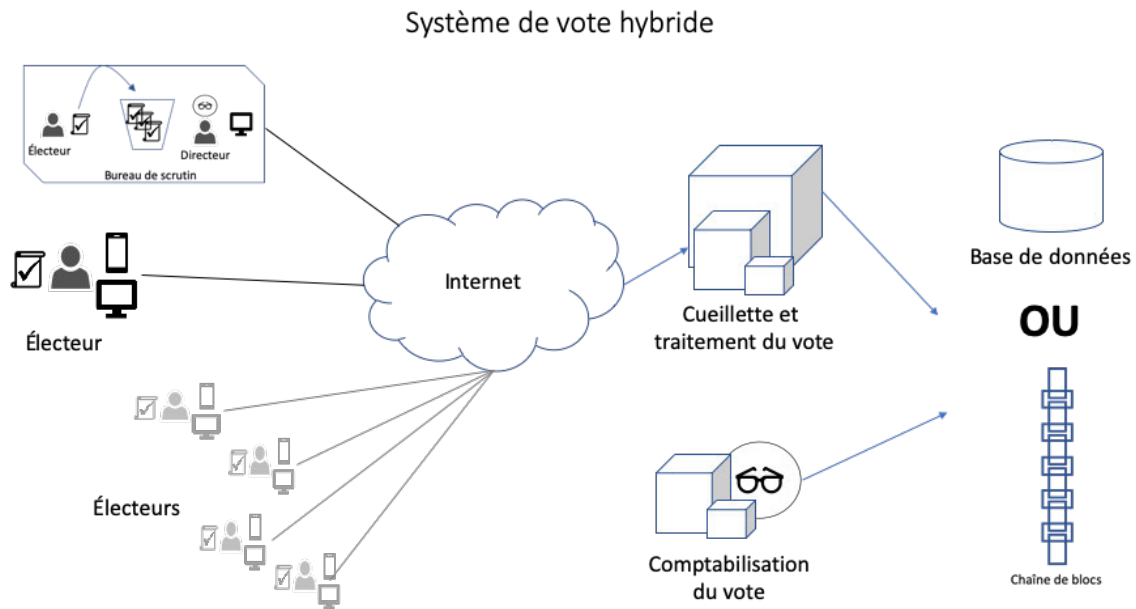 Système de vote hybride
Électeur
Directeur
Bureau de scrutin
Électeur
Électeurs
Internet
Cueillette et
traitement du vote
Comptabilisation
du vote
Base de données
OU
Chaîne de blocs